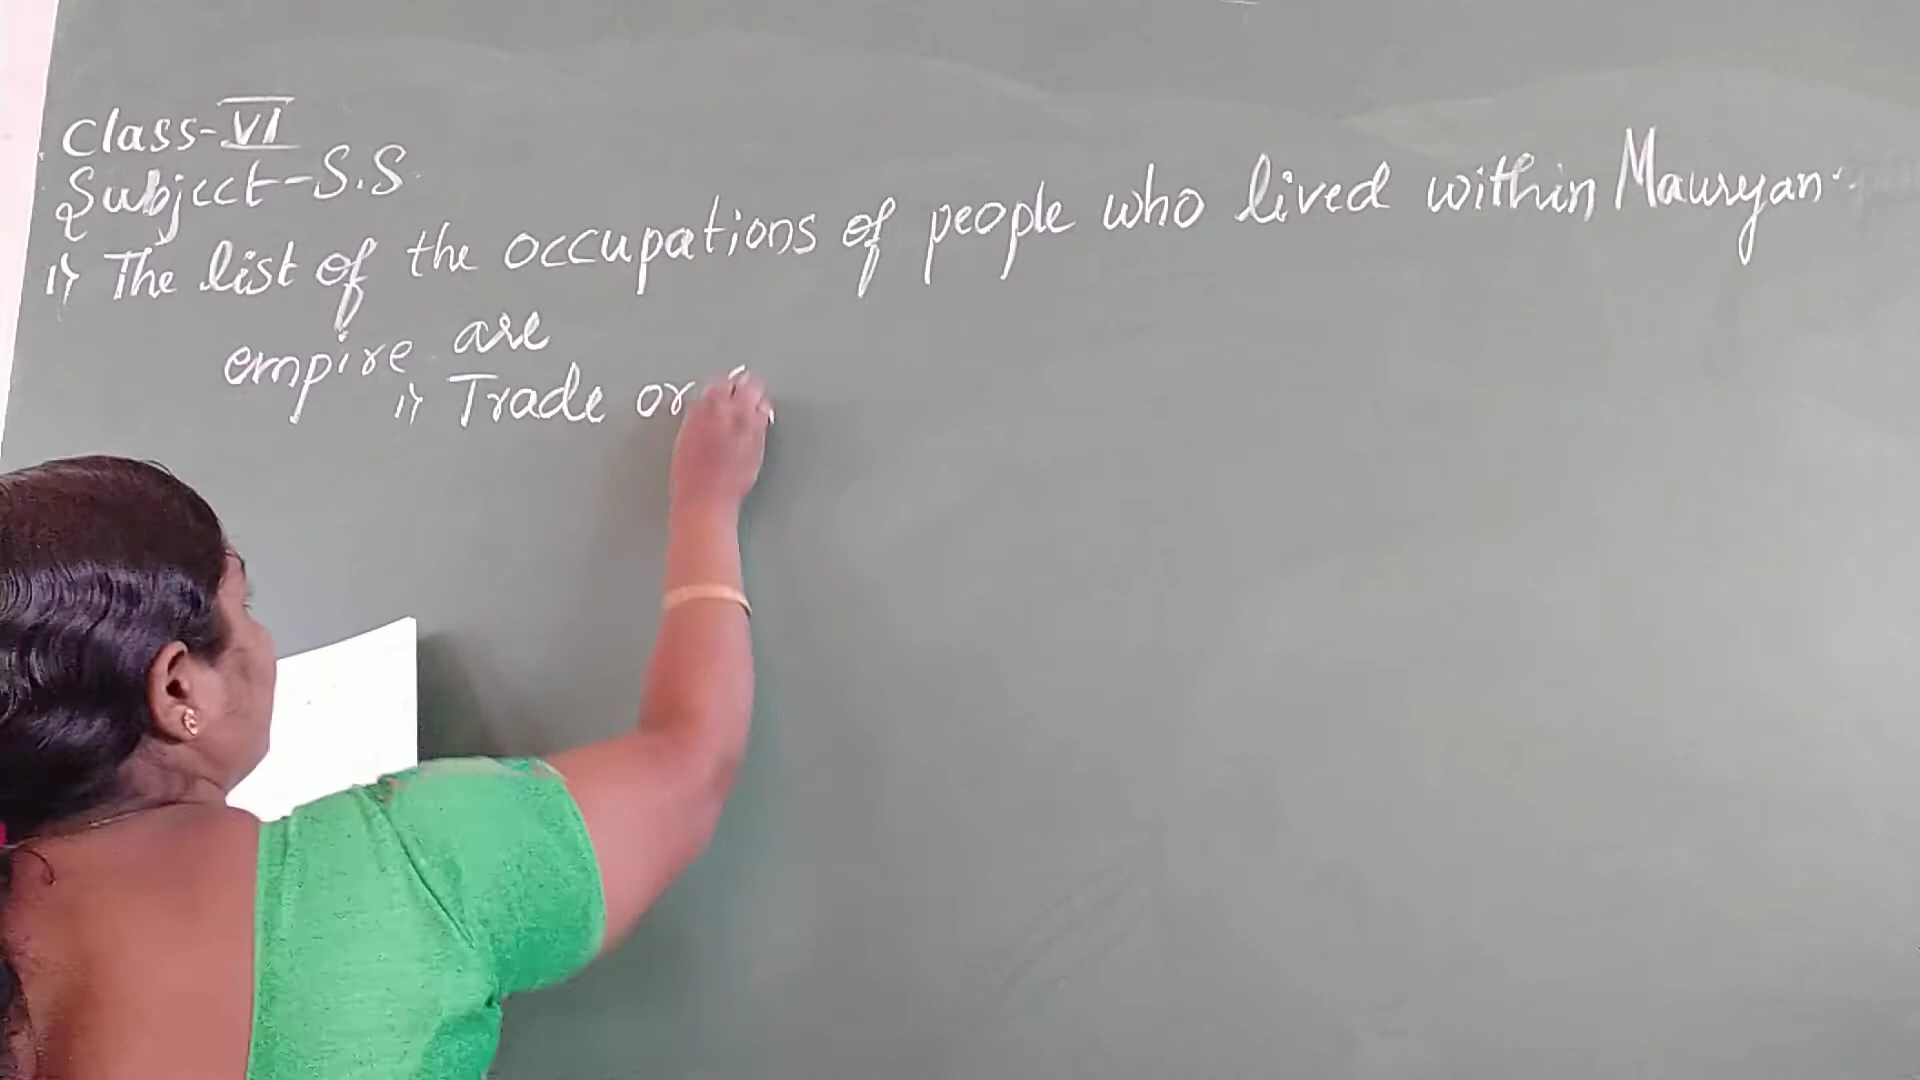 Class-VI
Subject-S.S
1) The list of the occupations of people who lived within Mauryan
empire are
1) Trade or